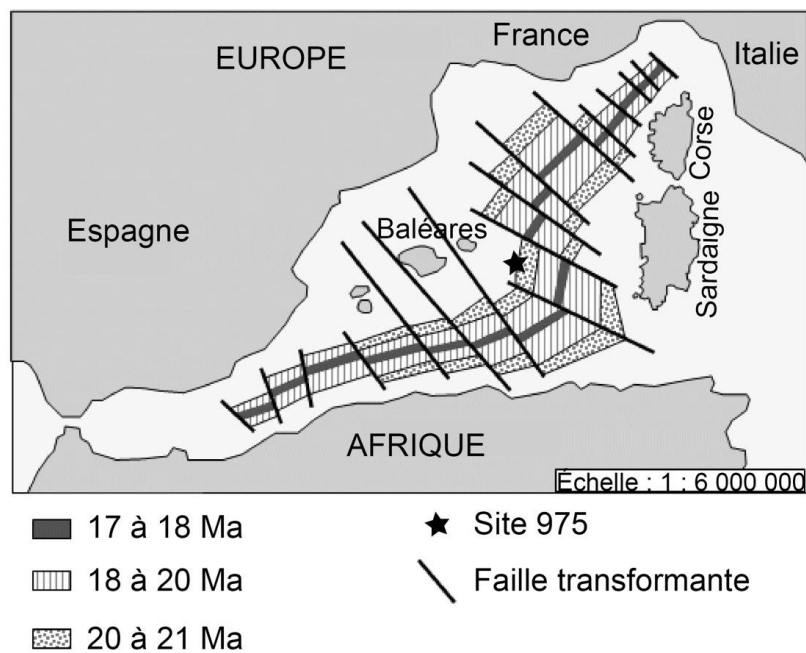 France
Italie
EUROPE
Corse
Espagne
Baléares
Sardaigne
AFRIQUE
Échelle : 1 : 6 000 000
17 à 18 Ma
Site 975
18 à 20 Ma
Faille transformante
20 à 21 Ma